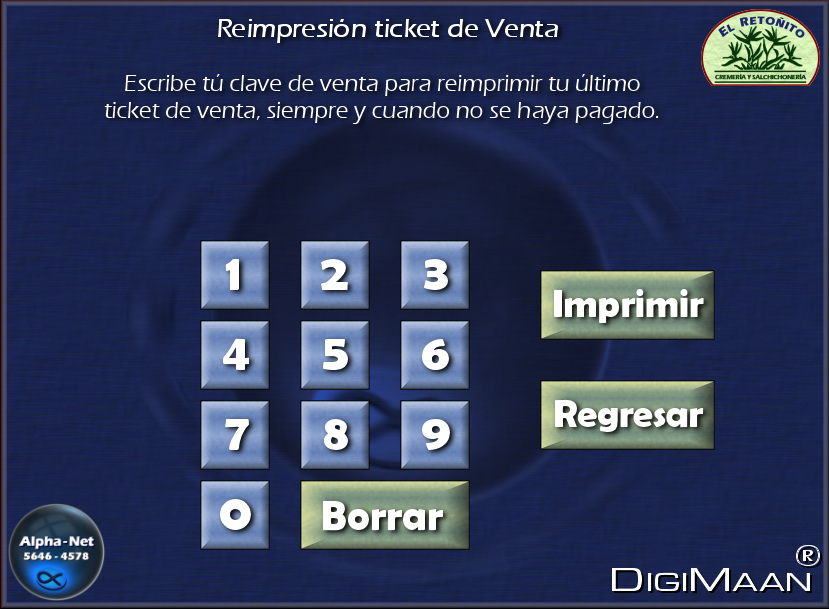 Reimpresión ticket de Venta
EL RETOÑITO
CREMERÍA Y SALCHICHONERÍA
Escribe tú clave de venta para reimprimir tu último
ticket de venta, siempre y cuando no se haya pagado.
1 2 3
Imprimir
4 5 6
Regresar
7 8 9
0 Borrar
Alpha-Net
5646 - 4578
DIGIMAAN ®